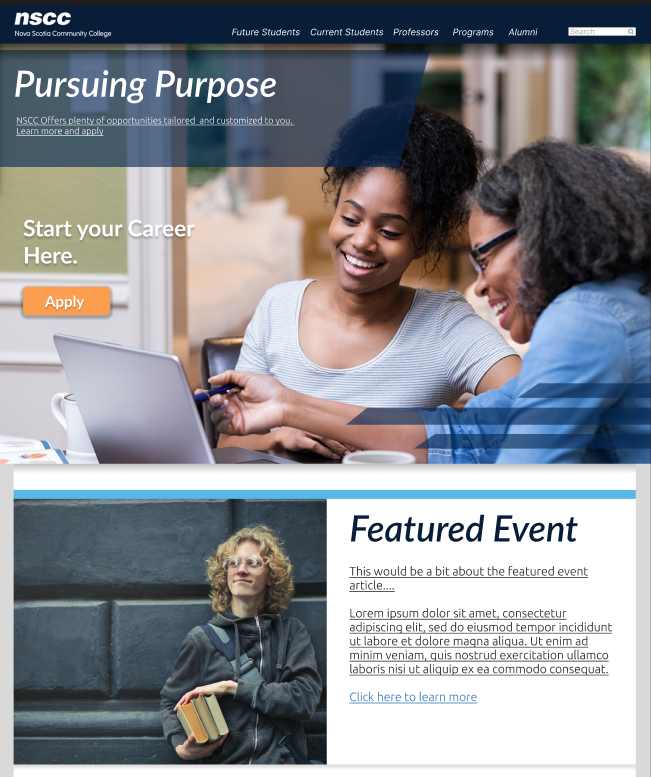 nscc
Nova Scotia Community College
Future Students Current Students Professors Programs Alumni Search
Pursuing Purpose
NSCC Offers plenty of opportunities tailored and customized to you.
Learn more and apply
Start your Career
Here.
Apply
Featured Event
This would be a bit about the featured event
article....
Lorem ipsum dolor sit amet, consectetur
adipiscing elit, sed do eiusmod tempor incididunt
ut labore et dolore magna aliqua. Ut enim ad
minim veniam, quis nostrud exercitation ullamco
laboris nisi ut aliquip ex ea commodo consequat.
Click here to learn more